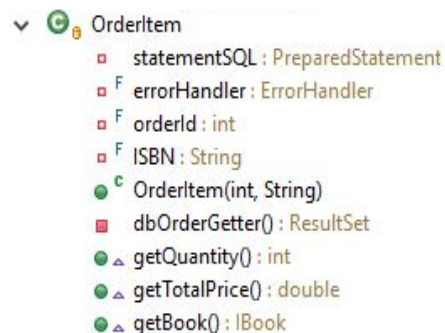 OrderItem
statementSQL : PreparedStatement
F errorHandler : ErrorHandler
F orderId : int
F ISBN : String
C OrderItem(int, String)
dbOrderGetter() : ResultSet
getQuantity() : int
getTotalPrice() : double
getBook() : IBook